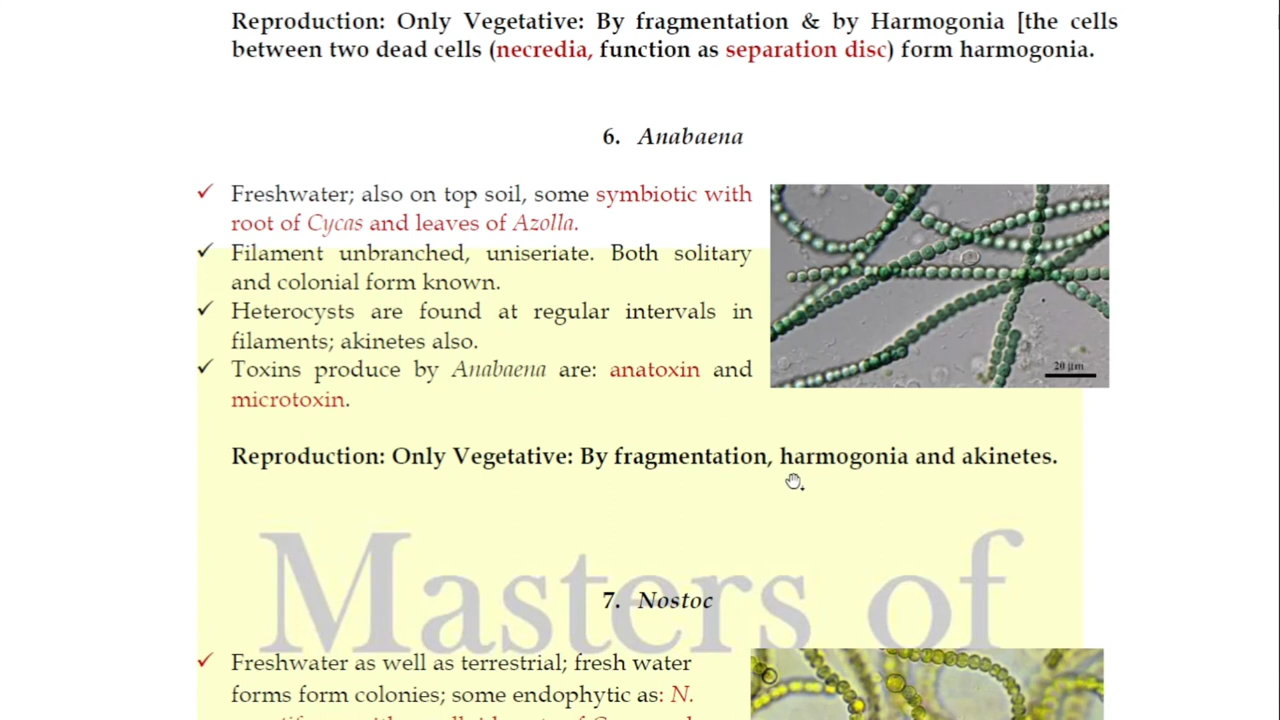 Reproduction: Only Vegetative: By fragmentation & by Harmogonia [the cells
between two dead cells (necredia, function as separation disc) form harmogonia.
6. Anabaena
✓ Freshwater; also on top soil, some symbiotic with
root of Cycas and leaves of Azolla.
✓ Filament unbranched, uniseriate. Both solitary
and colonial form known.
✓ Heterocysts are found at regular intervals in
filaments; akinetes also.
✓ Toxins produce by Anabaena are: anatoxin and
microtoxin.
20 µm
Reproduction: Only Vegetative: By fragmentation, harmogonia and akinetes.
Masters of
7. Nostoc
✓ Freshwater as well as terrestrial; fresh water
forms form colonies; some endophytic as: N.